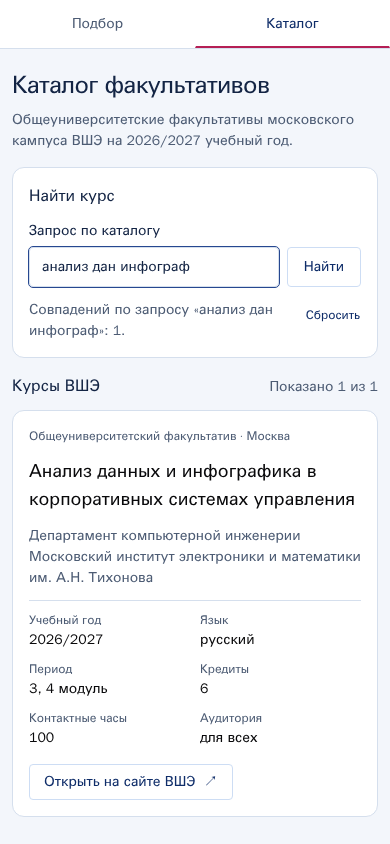 Подбор
Каталог
Каталог факультативов
Общеуниверситетские факультативы московского
кампуса ВШЭ на 2026/2027 учебный год.
Найти курс
Запрос по каталогу
анализ дан инфограф
Найти
Совпадений по запросу «анализ дан
инфограф»: 1.
Сбросить
Курсы ВШЭ
Показано 1 из 1
Общеуниверситетский факультатив · Москва
Анализ данных и инфографика в
корпоративных системах управления
Департамент компьютерной инженерии
Московский институт электроники и математики
им. А.Н. Тихонова
Учебный год
2026/2027
Язык
русский
Период
3, 4 модуль
Кредиты
6
Контактные часы
100
Аудитория
для всех
Открыть на сайте ВШЭ ↗